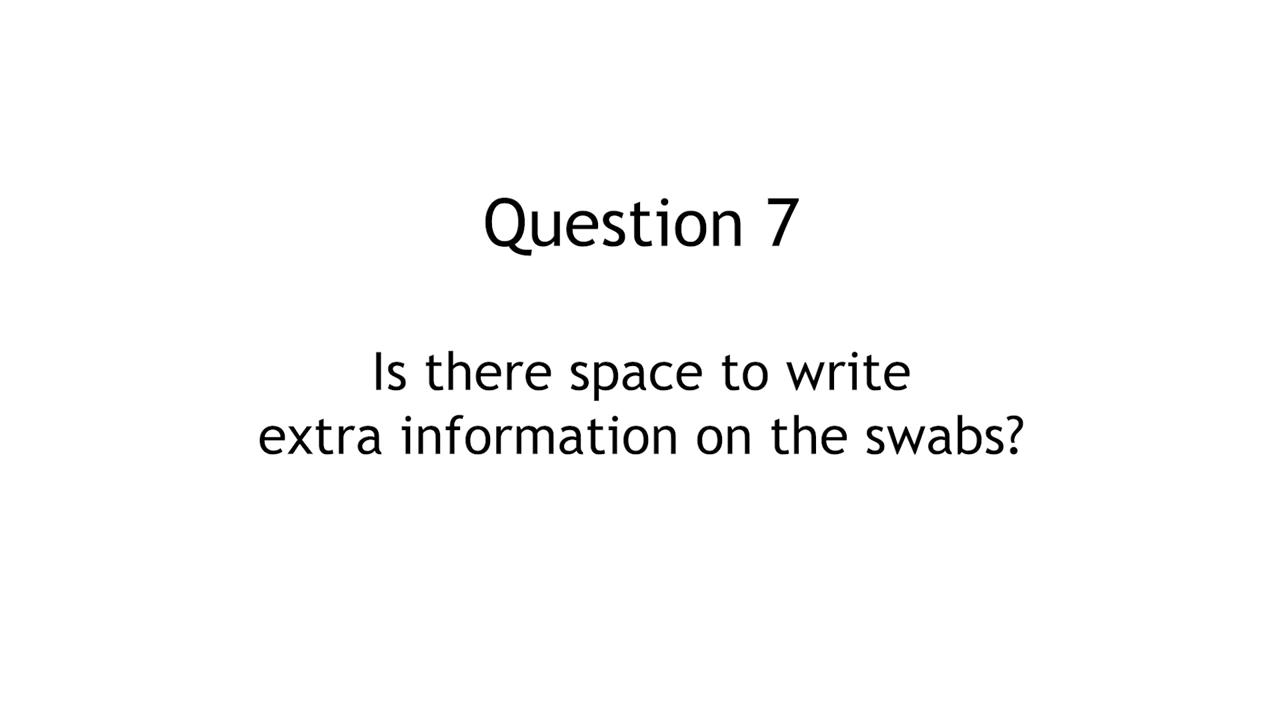 Question 7
Is there space to write
extra information on the swabs?